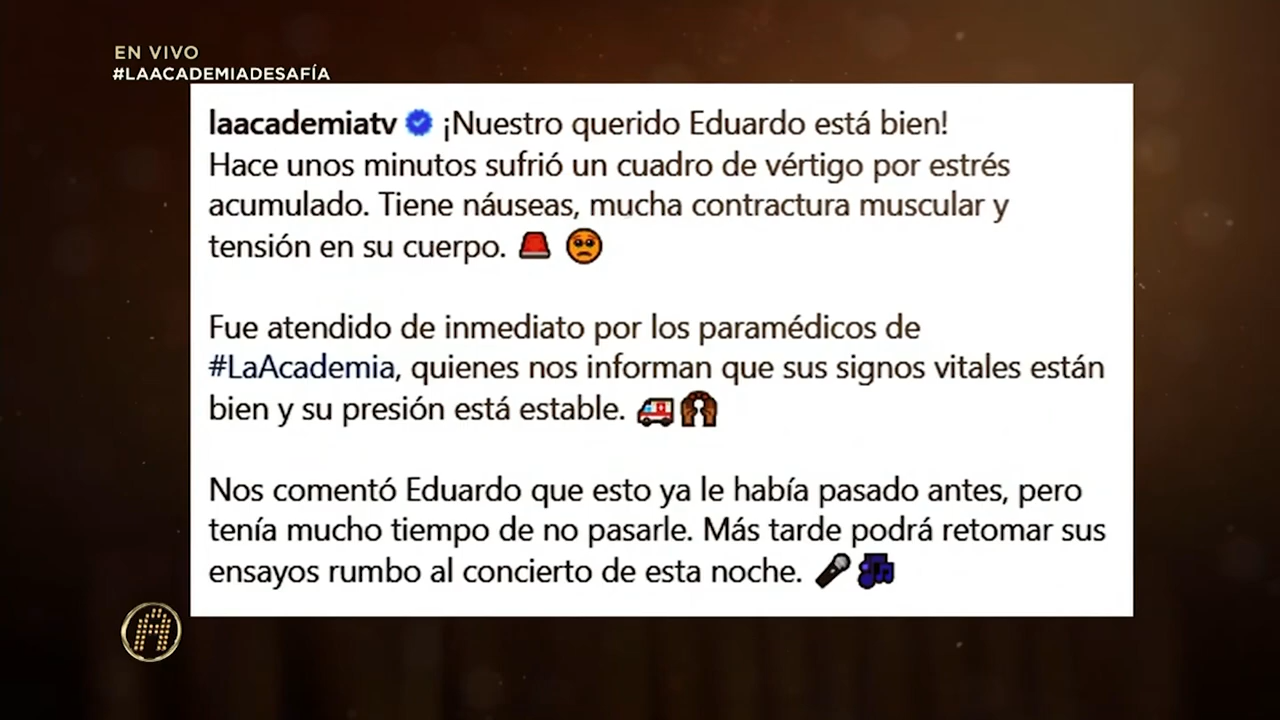 EN VIVO
#LAACADEMIADESAFÍA
laacademiatv ¡Nuestro querido Eduardo está bien!
Hace unos minutos sufrió un cuadro de vértigo por estrés
acumulado. Tiene náuseas, mucha contractura muscular y
tensión en su cuerpo. 🚨 🥺
Fue atendido de inmediato por los paramédicos de
#LaAcademia, quienes nos informan que sus signos vitales están
bien y su presión está estable. 🚑🙌🏾
Nos comentó Eduardo que esto ya le había pasado antes, pero
tenía mucho tiempo de no pasarle. Más tarde podrá retomar sus
ensayos rumbo al concierto de esta noche. 🎤🎶
A